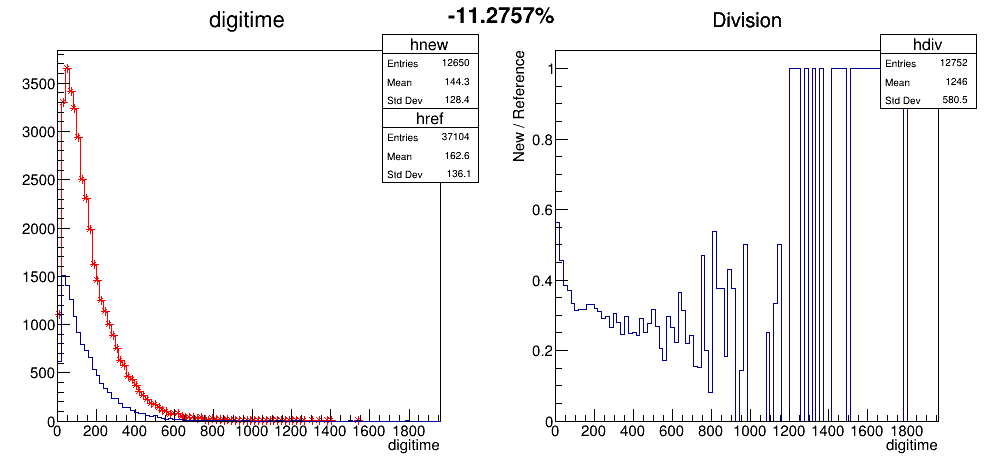 -11.2757%
digitime
hnew
Entries 12650
Mean 144.3
Std Dev 128.4
href
Entries 37104
Mean 162.6
Std Dev 136.1
3500
3000
2500
2000
1500
1000
500
0
0 200 400 600 800 1000 1200 1400 1600 1800
digitime
Division
hdiv
Entries 12752
Mean 1246
Std Dev 580.5
New / Reference
1
0.8
0.6
0.4
0.2
0
0 200 400 600 800 1000 1200 1400 1600 1800
digitime